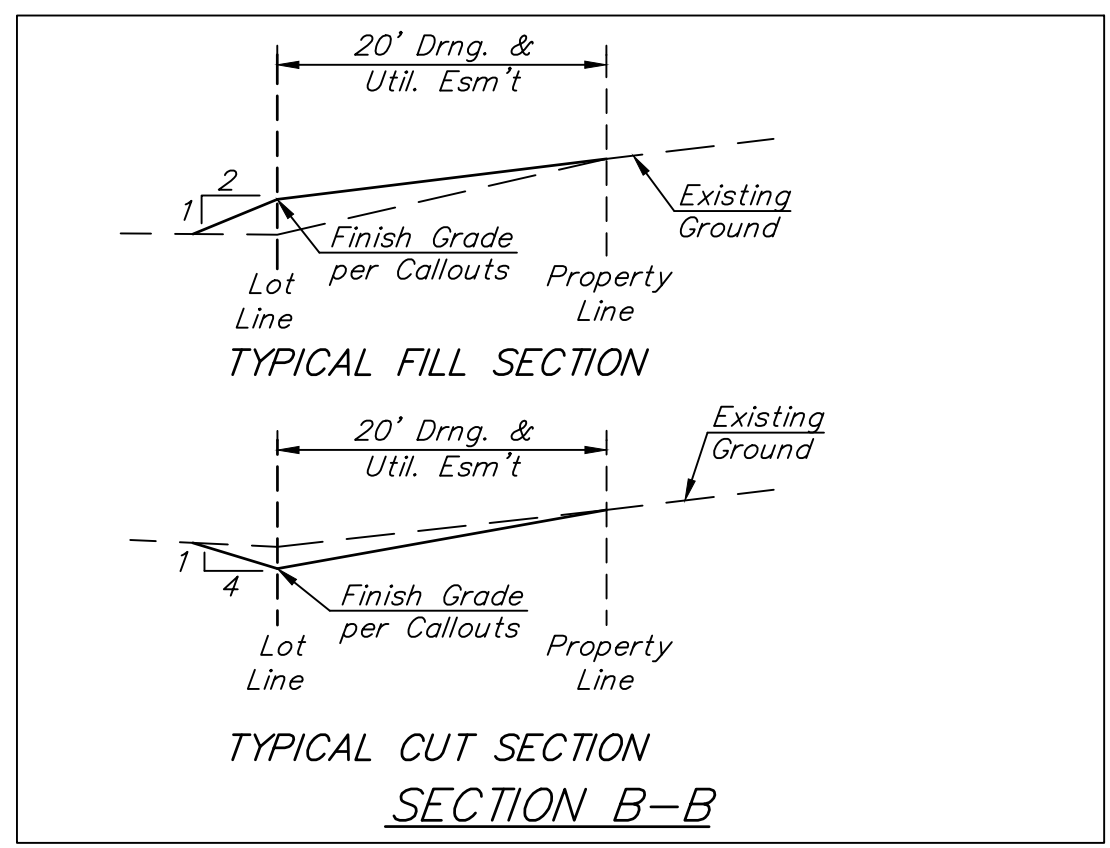 20' Drng. &
Util. Esm't
2
1
Existing
Ground
Finish Grade
per Callouts
Lot
Line
Property
Line
TYPICAL FILL SECTION
Existing
Ground
20' Drng. &
Util. Esm't
1
4
Finish Grade
per Callouts
Lot
Line
Property
Line
TYPICAL CUT SECTION
SECTION B-B